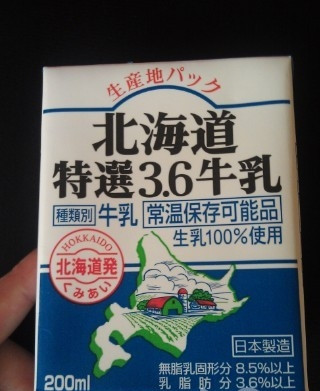 生産地パック
北海道
特選3.6牛乳
種類別 牛乳 常温保存可能品
生乳100%使用
HOKKAIDO
北海道発
くみあい
日本製造
無脂乳固形分 8.5%以上
乳脂肪分 3.6%以上
200ml